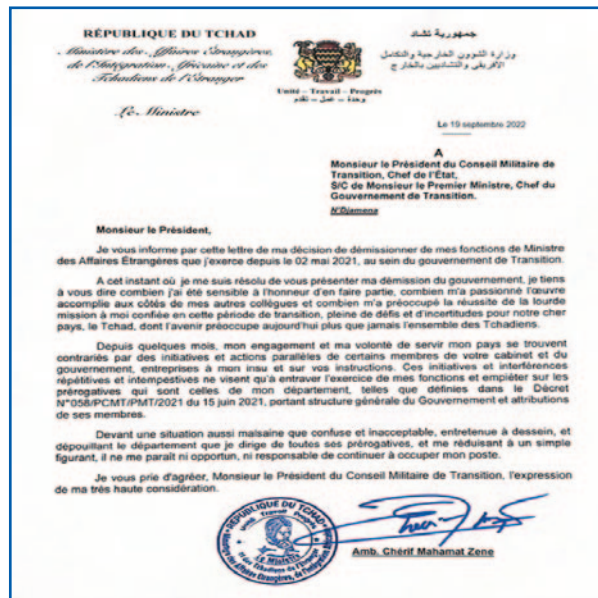 RÉPUBLIQUE DU TCHAD
Ministère des Affaires Étrangères,
de l'Intégration Africaine et des
Tchadiens de l'Étranger
Le Ministre
Unité – Travail – Progrès
وحدة – عمل – تقدم
جمهورية تشاد
وزارة الشؤون الخارجية والتكامل
الأفريقي والتشاديين بالخارج
Le 19 septembre 2022
A
Monsieur le Président du Conseil Militaire de
Transition, Chef de l'État,
S/C de Monsieur le Premier Ministre, Chef du
Gouvernement de Transition.
N'Djamena
Monsieur le Président,
Je vous informe par cette lettre de ma décision de démissionner de mes fonctions de Ministre
des Affaires Étrangères que j'exerce depuis le 02 mai 2021, au sein du gouvernement de Transition.
A cet instant où je me suis résolu de vous présenter ma démission du gouvernement, je tiens
à vous dire combien j'ai été sensible à l'honneur d'en faire partie, combien m'a passionné l'œuvre
accomplie aux côtés de mes autres collègues et combien m'a préoccupé la réussite de la lourde
mission à moi confiée en cette période de transition, pleine de défis et d'incertitudes pour notre cher
pays, le Tchad, dont l'avenir préoccupe aujourd'hui plus que jamais l'ensemble des Tchadiens.
Depuis quelques mois, mon engagement et ma volonté de servir mon pays se trouvent
contrariés par des initiatives et actions parallèles de certains membres de votre cabinet et du
gouvernement, entreprises à mon insu et sur vos instructions. Ces initiatives et interférences
répétitives et intempestives ne visent qu'à entraver l'exercice de mes fonctions et empiéter sur les
prérogatives qui sont celles de mon département, telles que définies dans le Décret
N°058/PCMT/PMT/2021 du 15 juin 2021, portant structure générale du Gouvernement et attributions
de ses membres.
Devant une situation aussi malsaine que confuse et inacceptable, entretenue à dessein, et
dépouillant le département que je dirige de toutes ses prérogatives, et me réduisant à un simple
figurant, il ne me paraît ni opportun, ni responsable de continuer à occuper mon poste.
Je vous prie d'agréer, Monsieur le Président du Conseil Militaire de Transition, l'expression
de ma très haute considération.
RÉPUBLIQUE DU TCHAD
Unité Travail Progrès
Le Ministre
Amb. Chérif Mahamat Zene